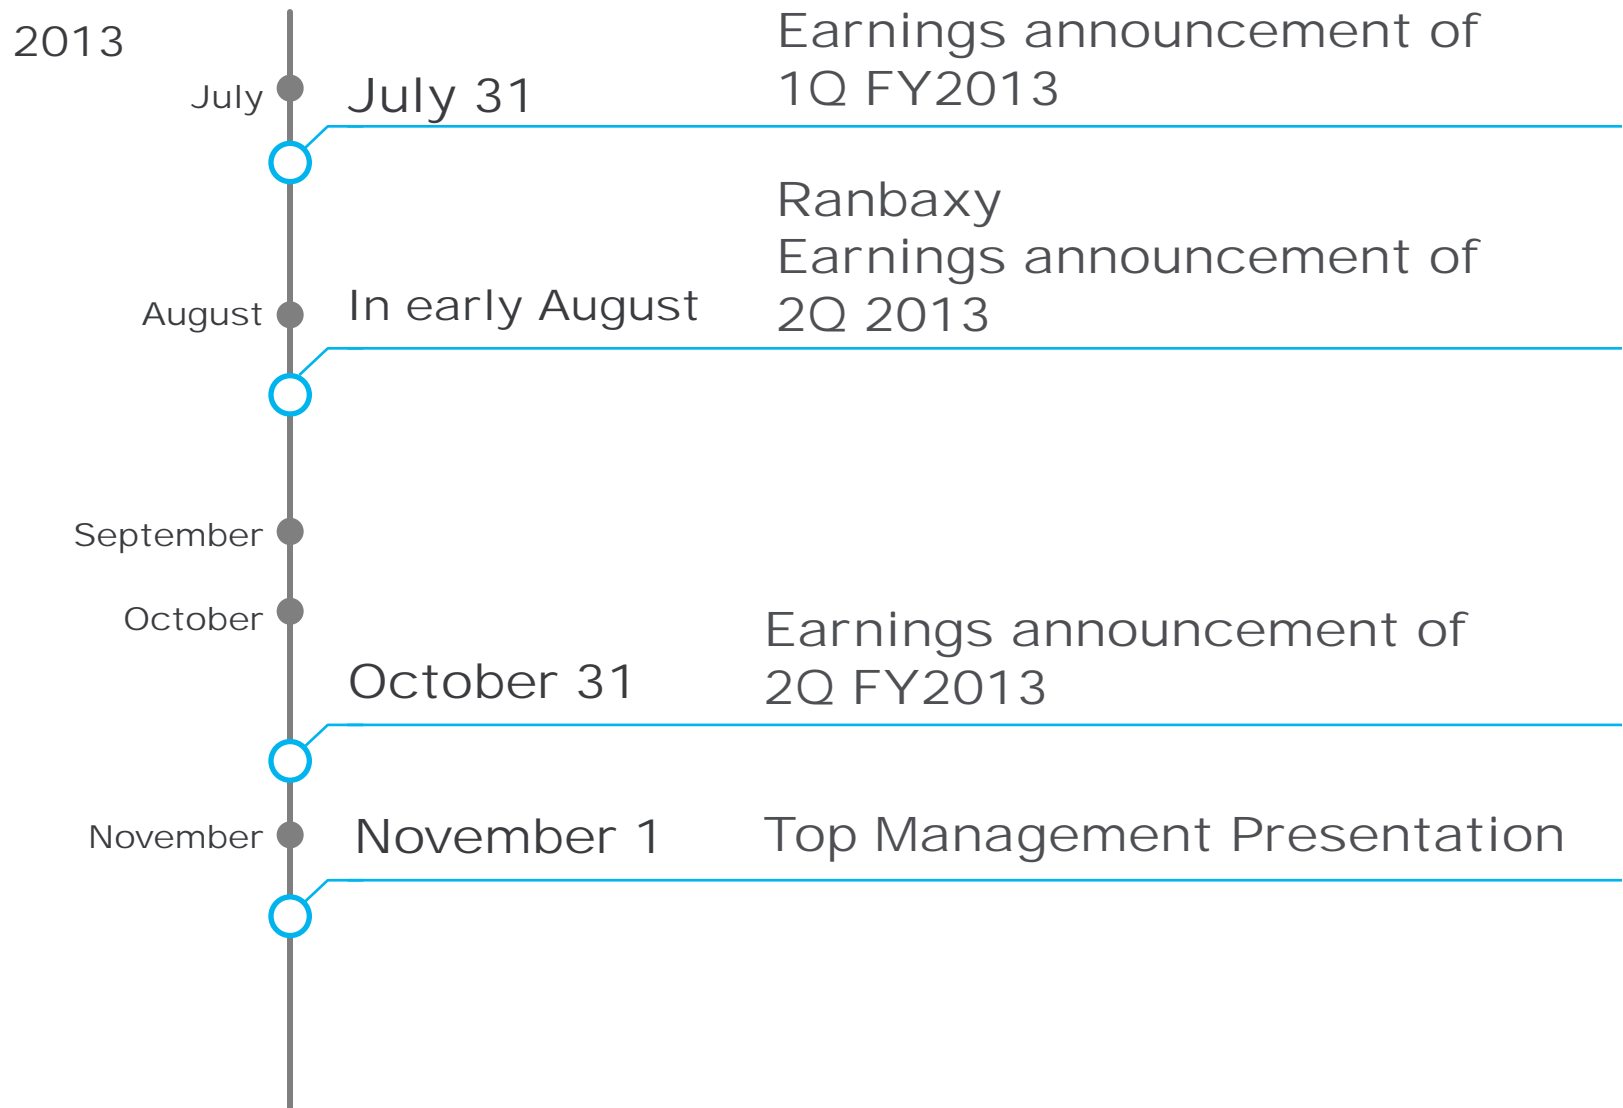 2013
July
July 31
Earnings announcement of
1Q FY2013
August
In early August
Ranbaxy
Earnings announcement of
2Q 2013
September
October
October 31
Earnings announcement of
2Q FY2013
November
November 1
Top Management Presentation